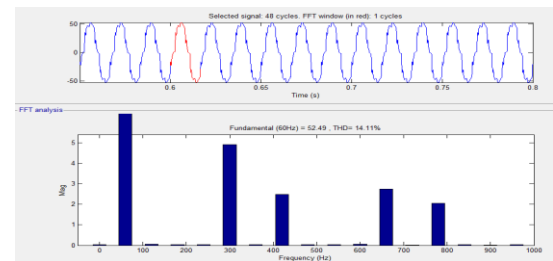 Selected signal: 48 cycles. FFT window (in red): 1 cycles
50
0
-50
0.6 0.65 0.7 0.75 0.8
Time (s)
FFT analysis
Fundamental (60Hz) = 52.49 , THD= 14.11%
5
4
3
2
1
0
Mag
0 100 200 300 400 500 600 700 800 900 1000
Frequency (Hz)